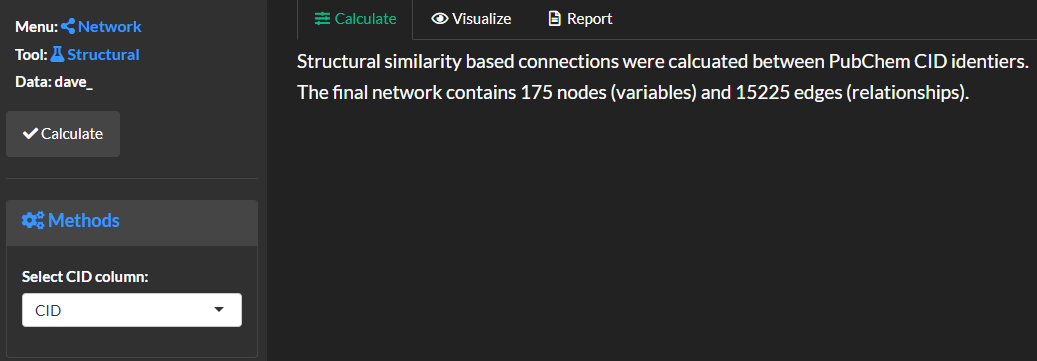 Menu: Network
Tool: Structural
Data: dave_
Calculate
Methods
Select CID column:
CID
Calculate Visualize Report
Structural similarity based connections were calcuated between PubChem CID identiers.
The final network contains 175 nodes (variables) and 15225 edges (relationships).